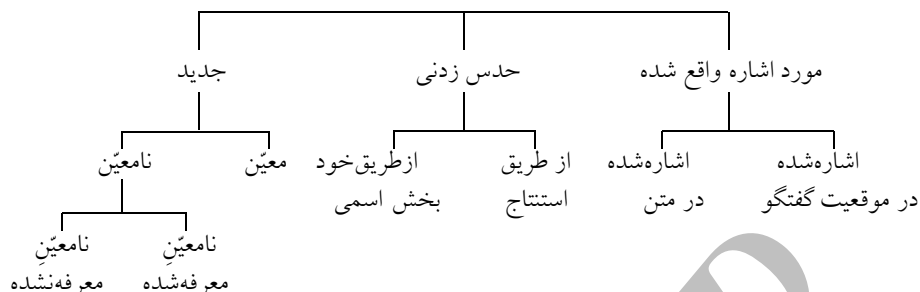 مورد اشاره واقع شده
حدس زدنی
جدید
اشاره‌شده
در موقعیت گفتگو
اشاره‌شده
در متن
از طریق
استنتاج
ازطریق‌خود
بخش اسمی
معیّن
نامعیّن
نامعیّنِ
معرفه‌شده
نامعیّنِ
معرفه‌نشده